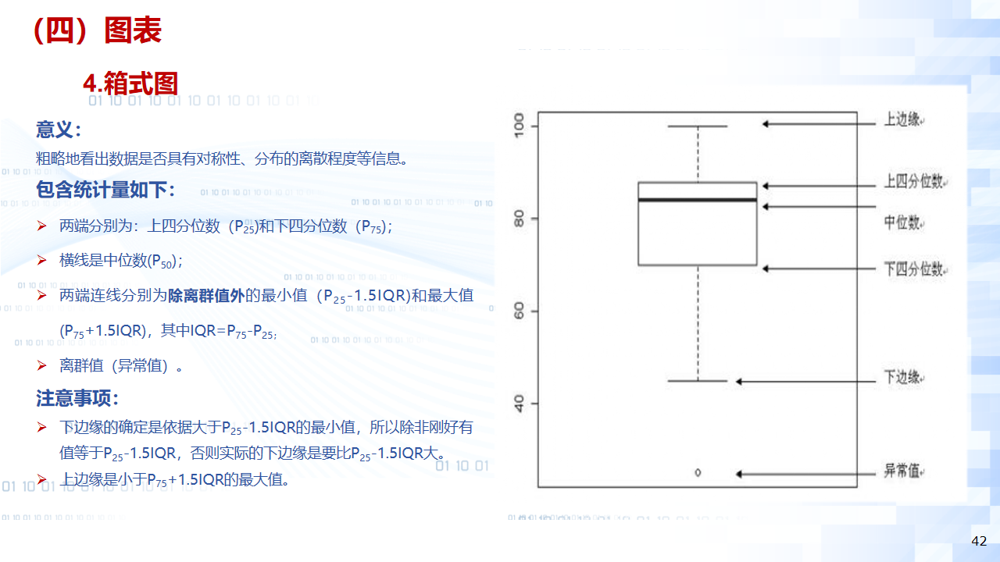 （四）图表
4.箱式图
意义：
粗略地看出数据是否具有对称性、分布的离散程度等信息。
包含统计量如下：
➢ 两端分别为：上四分位数（P25)和下四分位数（P75)；
➢ 横线是中位数(P50)；
➢ 两端连线分别为除离群值外的最小值（P25-1.5IQR)和最大值
(P75+1.5IQR)，其中IQR=P75-P25；
➢ 离群值（异常值）。
注意事项：
➢ 下边缘的确定是依据大于P25-1.5IQR的最小值，所以除非刚好有
值等于P25-1.5IQR，否则实际的下边缘是要比P25-1.5IQR大。
➢ 上边缘是小于P75+1.5IQR的最大值。
100
80
60
40
上边缘
上四分位数
中位数
下四分位数
下边缘
异常值
42